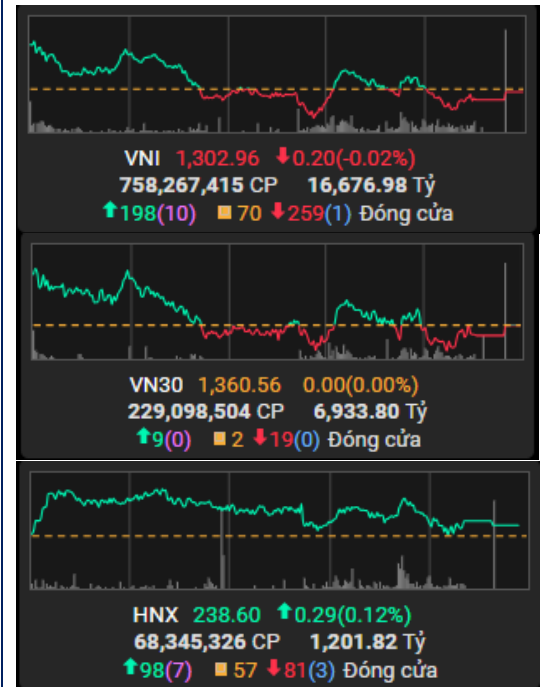 VNI 1,302.96 0.20(-0.02%)
758,267,415 CP 16,676.98 Tỷ
198(10) 70 259(1) Đóng cửa
VN30 1,360.56 0.00(0.00%)
229,098,504 CP 6,933.80 Tỷ
9(0) 2 19(0) Đóng cửa
HNX 238.60 0.29(0.12%)
68,345,326 CP 1,201.82 Tỷ
98(7) 57 81(3) Đóng cửa